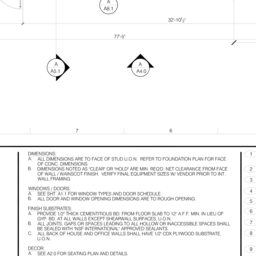 A
A6.1
32'-10½"
77'-5"
A
A5.1
A
A4.0
7
6
DIMENSIONS:
A. ALL DIMENSIONS ARE TO FACE OF STUD U.O.N. REFER TO FOUNDATION PLAN FOR FACE
OF CONC. DIMENSIONS
B. DIMENSIONS NOTED AS 'CLEAR' OR 'HOLD' ARE MIN. REQD. NET CLEARANCE FROM FACE
OF WALL / WAINSCOT FINISH. VERIFY FINAL EQUIPMENT SIZES W/ VENDOR PRIOR TO INT.
WALL FRAMING.
WINDOWS / DOORS:
A. SEE SHT. A1.1 FOR WINDOW TYPES AND DOOR SCHEDULE.
B. ALL DOOR AND WINDOW OPENING DIMENSIONS ARE TO ROUGH OPENING.
FINISH SUBSTRATES:
A. PROVIDE 1/2" THICK CEMENTITIOUS BD. FROM FLOOR SLAB TO 12" A.F.F. MIN. IN LIEU OF
GYP. BD. AT ALL WALLS EXCEPT SHEARWALL SURFACES, U.O.N.
B. ALL JOINTS, GAPS OR SPACES LEADING TO ALL HOLLOW OR INACCESSIBLE SPACES SHALL
BE SEALED WITH 'NSF INTERNATIONAL' APPROVED SEALANTS
C. ALL BACK OF HOUSE AND OFFICE WALLS SHALL HAVE 1/2" CDX PLYWOOD SUBSTRATE,
U.O.N.
DECOR:
A. SEE A2.0 FOR SEATING PLAN AND DETAILS.
1
2
3
4
5
6
7
8
9